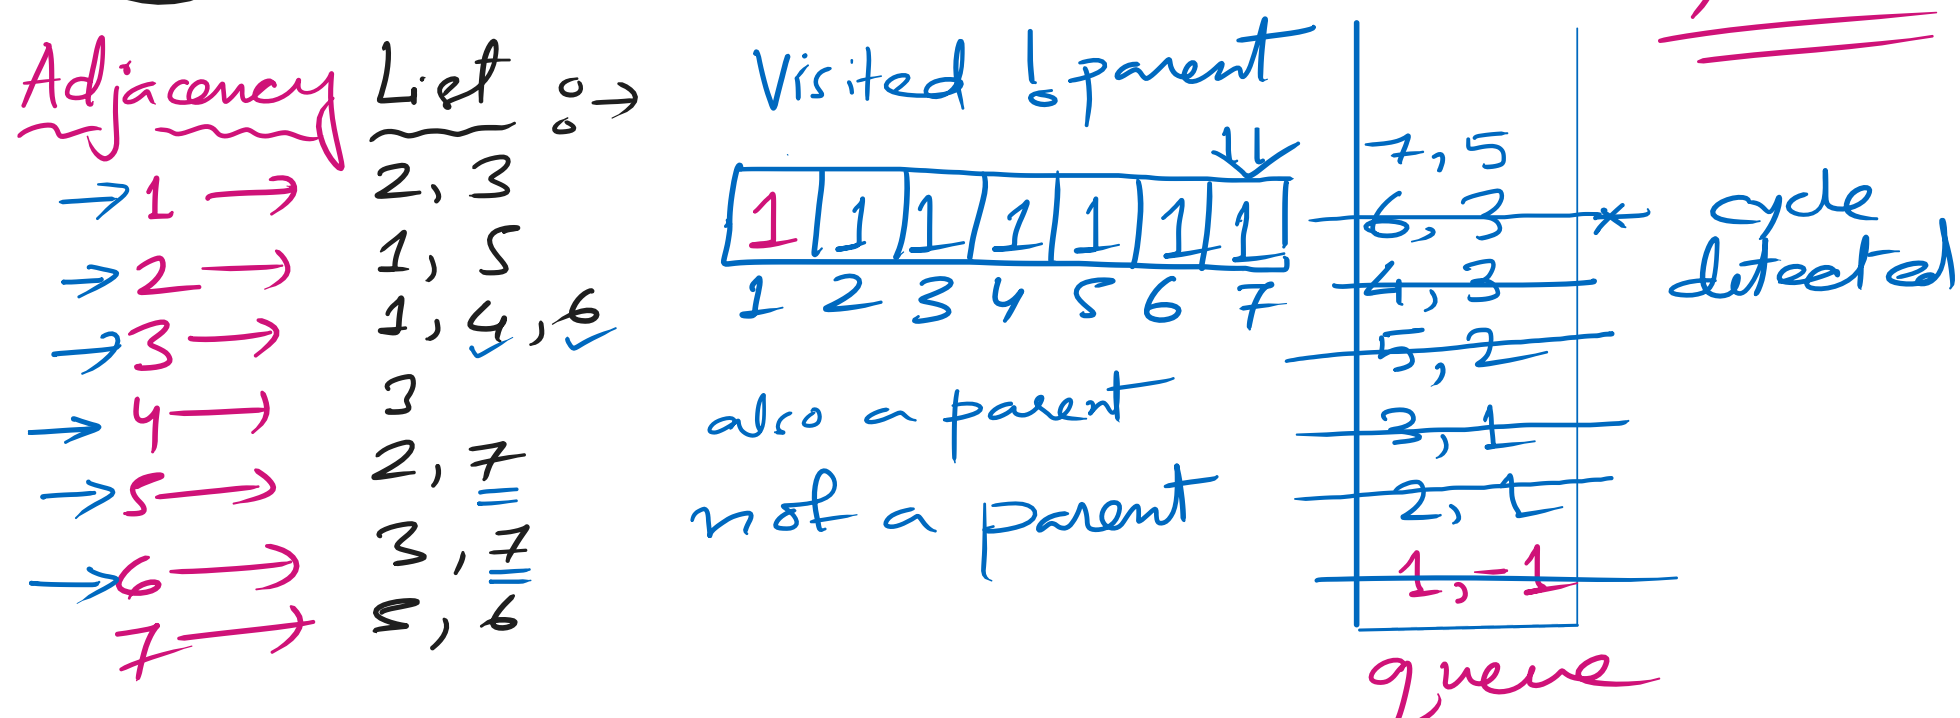 Adjacency List :→
1 → 2, 3
2 → 1, 5
3 → 1, 4, 6
4 → 3
5 → 2, 7
6 → 3, 7
7 → 5, 6
Visited ! parent
1 1 1 1 1 1 1
1 2 3 4 5 6 7
also a parent
not a parent
7, 5
6, 3
4, 3
5, 2
3, 1
2, 1
1, -1
queue
cycle
detected